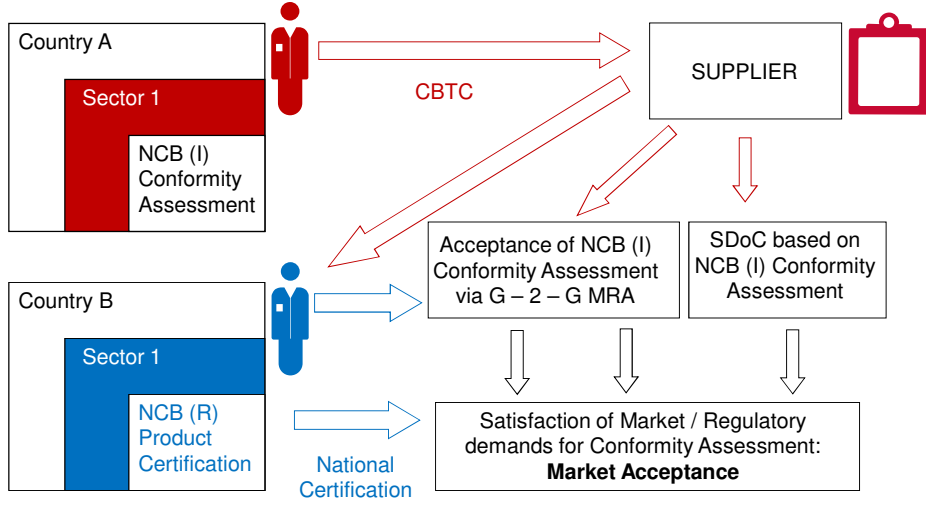 Country A
Sector 1
NCB (I)
Conformity
Assessment
CBTC
SUPPLIER
Acceptance of NCB (I)
Conformity Assessment
via G – 2 – G MRA
SDoC based on
NCB (I) Conformity
Assessment
Country B
Sector 1
NCB (R)
Product
Certification
National
Certification
Satisfaction of Market / Regulatory
demands for Conformity Assessment:
Market Acceptance